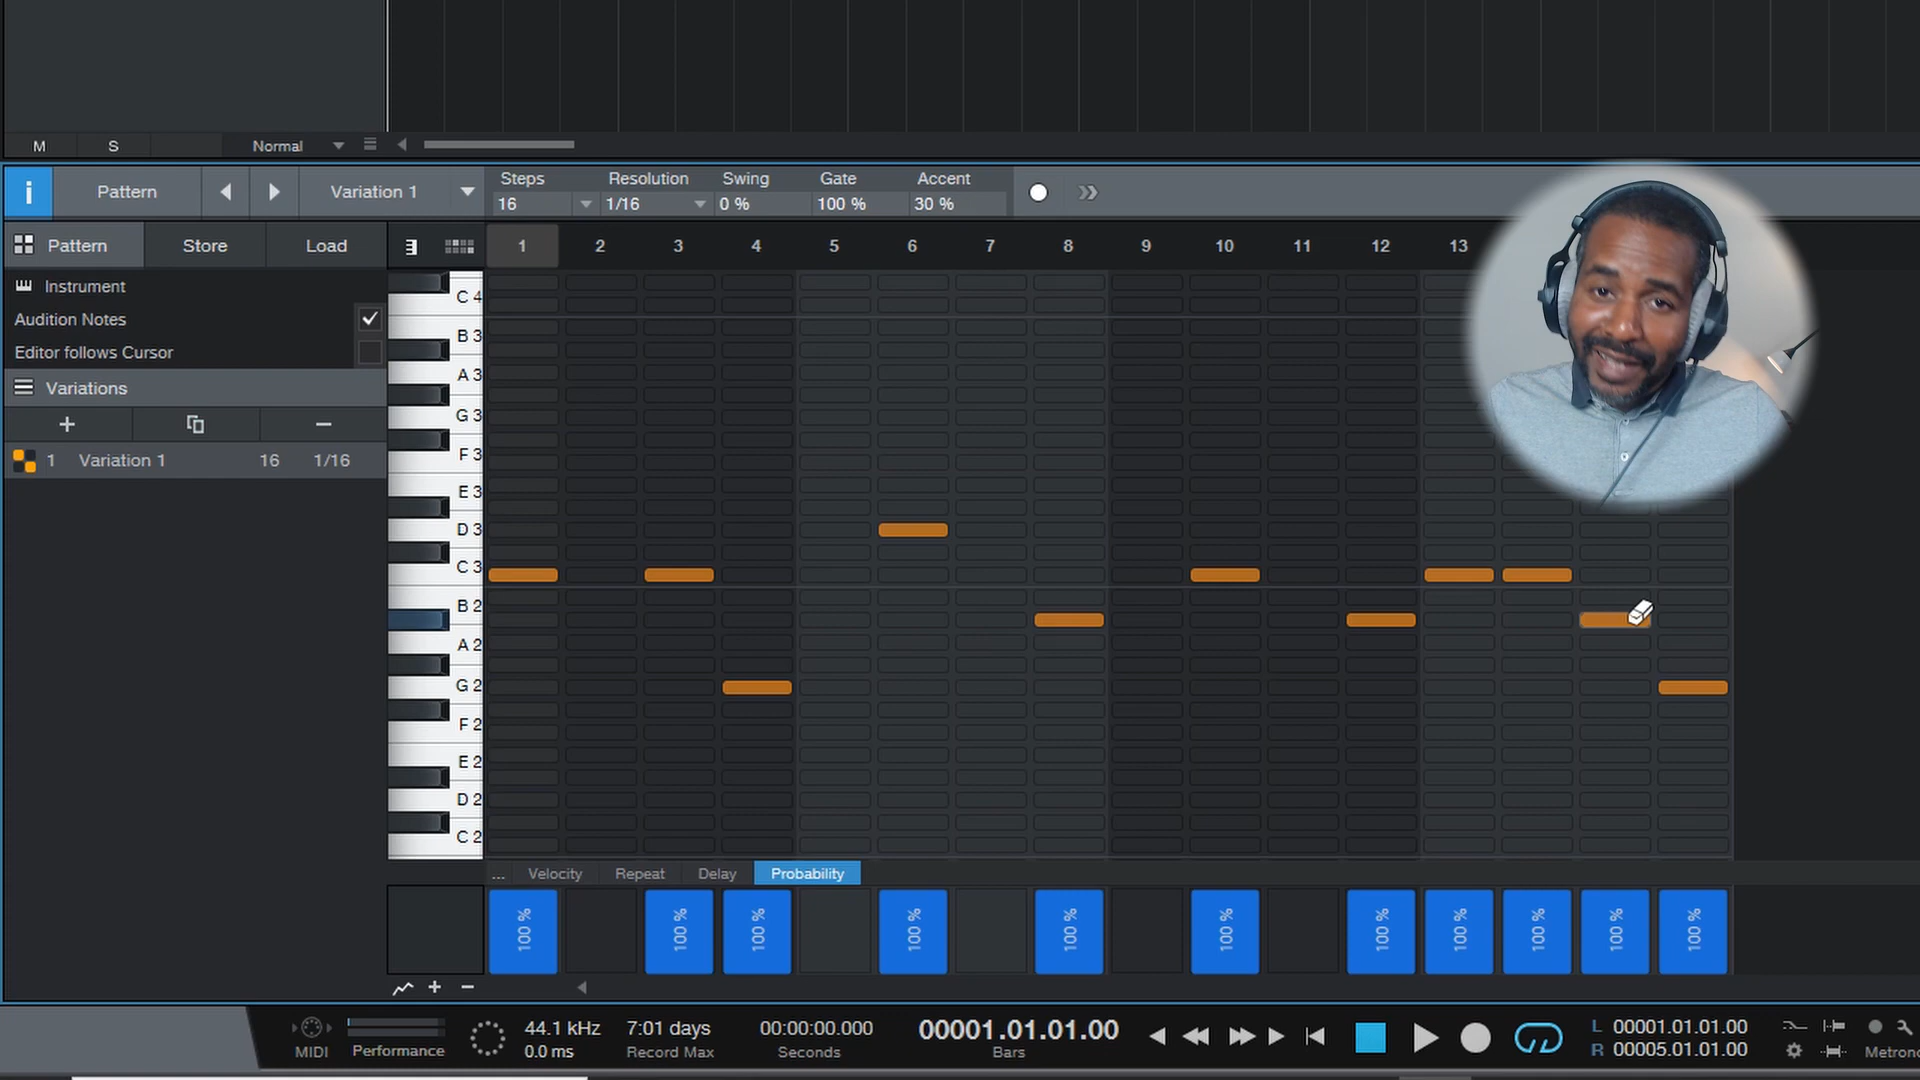 M S Normal
i Pattern Variation 1
Steps Resolution Swing Gate Accent
16 1/16 0 % 100 % 30 %
Pattern Store Load
1 2 3 4 5 6 7 8 9 10 11 12 13
Instrument
Audition Notes
Editor follows Cursor
Variations
+ −
1 Variation 1 16 1/16
C 4
B 3
A 3
G 3
F 3
E 3
D 3
C 3
B 2
A 2
G 2
F 2
E 2
D 2
C 2
... Velocity Repeat Delay Probability
100 % 100 % 100 % 100 % 100 % 100 % 100 % 100 % 100 % 100 % 100 %
+ −
44.1 kHz 7:01 days 00:00:00.000 00001.01.01.00 L 00001.01.01.00
MIDI Performance 0.0 ms Record Max Seconds Bars R 00005.01.01.00 Metron